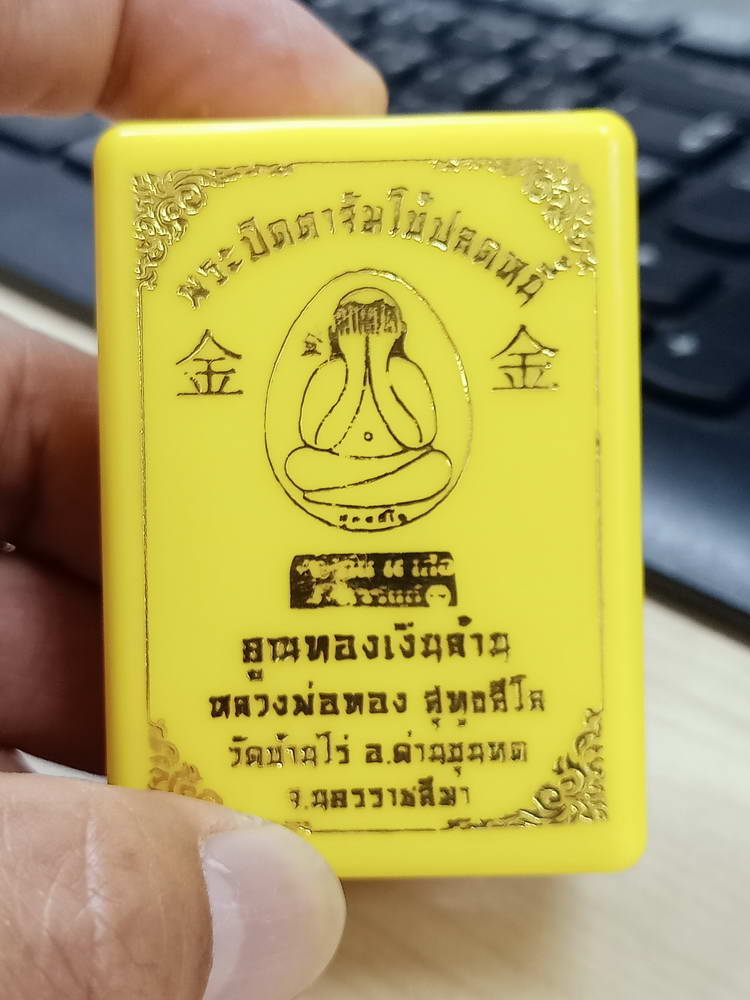 พระปิดตาจัมโบ้ปลดหนี้
金 金
คูณทองเงินล้าน
หลวงพ่อทอง สุทธสีโล
วัดบ้านไร่ อ.ด่านขุนทด
จ.นครราชสีมา